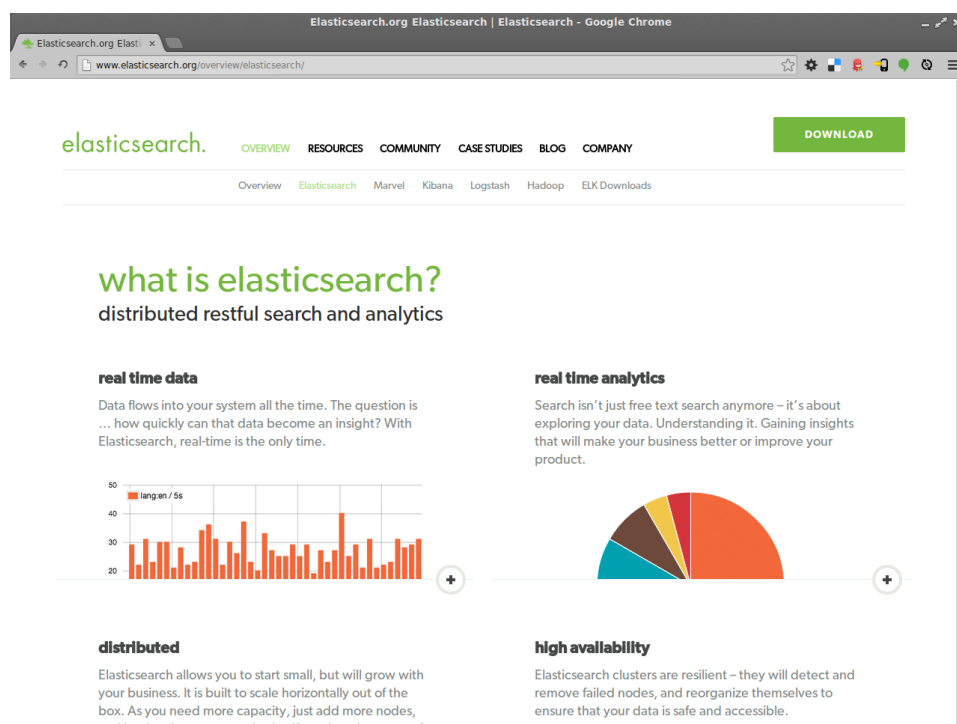 Elasticsearch.org Elasticsearch | Elasticsearch - Google Chrome
Elasticsearch.org Elasti
www.elasticsearch.org/overview/elasticsearch/
elasticsearch.
OVERVIEW RESOURCES COMMUNITY CASE STUDIES BLOG COMPANY
DOWNLOAD
Overview Elasticsearch Marvel Kibana Logstash Hadoop ELK Downloads
what is elasticsearch?
distributed restful search and analytics
real time data
Data flows into your system all the time. The question is
… how quickly can that data become an insight? With
Elasticsearch, real-time is the only time.
50
lang:en / 5s
40
30
20
real time analytics
Search isn't just free text search anymore – it's about
exploring your data. Understanding it. Gaining insights
that will make your business better or improve your
product.
distributed
Elasticsearch allows you to start small, but will grow with
your business. It is built to scale horizontally out of the
box. As you need more capacity, just add more nodes,
high availability
Elasticsearch clusters are resilient – they will detect and
remove failed nodes, and reorganize themselves to
ensure that your data is safe and accessible.